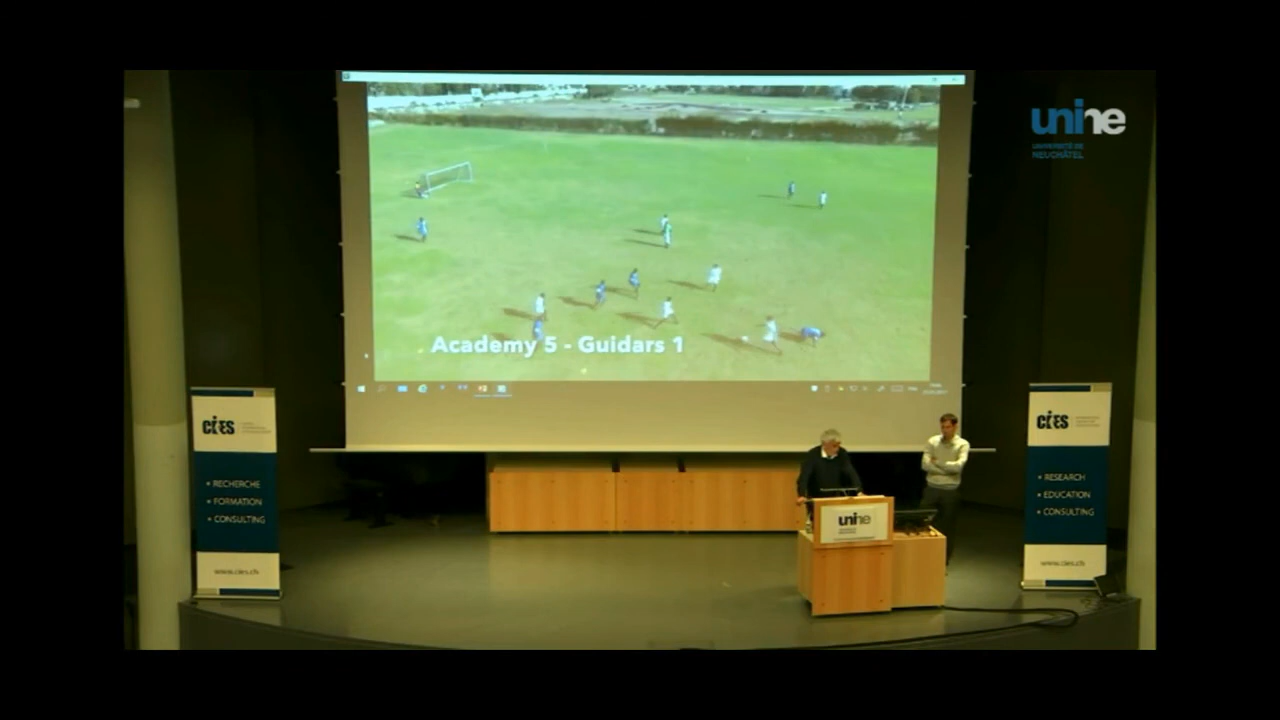 unine
UNIVERSITÉ DE
NEUCHÂTEL
Academy 5 - Guidars 1
CIES
• RECHERCHE
• FORMATION
• CONSULTING
www.cies.ch
unine
CIES
• RESEARCH
• EDUCATION
• CONSULTING
www.cies.ch